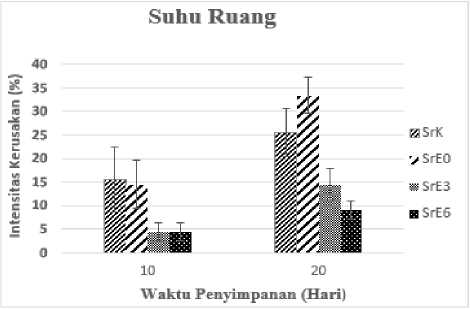 Suhu Ruang
Intensitas Kerusakan (%)
40
35
30
25
20
15
10
5
0
10
20
Waktu Penyimpanan (Hari)
SrK
SrE0
SrE3
SrE6